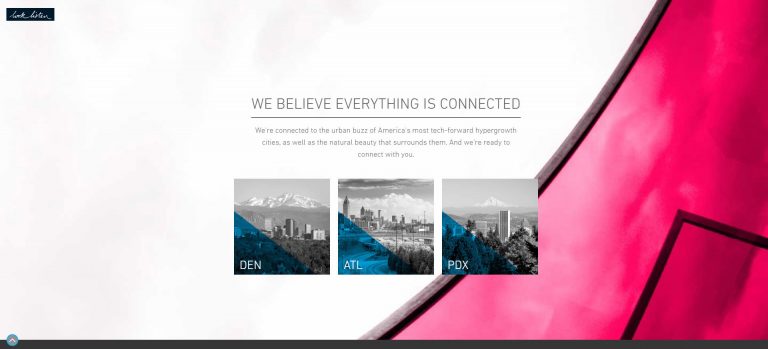 look listen
WE BELIEVE EVERYTHING IS CONNECTED
We're connected to the urban buzz of America's most tech-forward hypergrowth
cities, as well as the natural beauty that surrounds them. And we're ready to
connect with you.
DEN
ATL
PDX